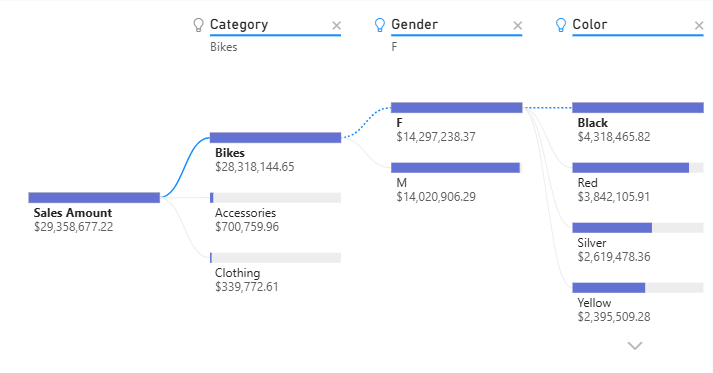 Category
Bikes
Gender
F
Color
Sales Amount
$29,358,677.22
Bikes
$28,318,144.65
Accessories
$700,759.96
Clothing
$339,772.61
F
$14,297,238.37
M
$14,020,906.29
Black
$4,318,465.82
Red
$3,842,105.91
Silver
$2,619,478.36
Yellow
$2,395,509.28